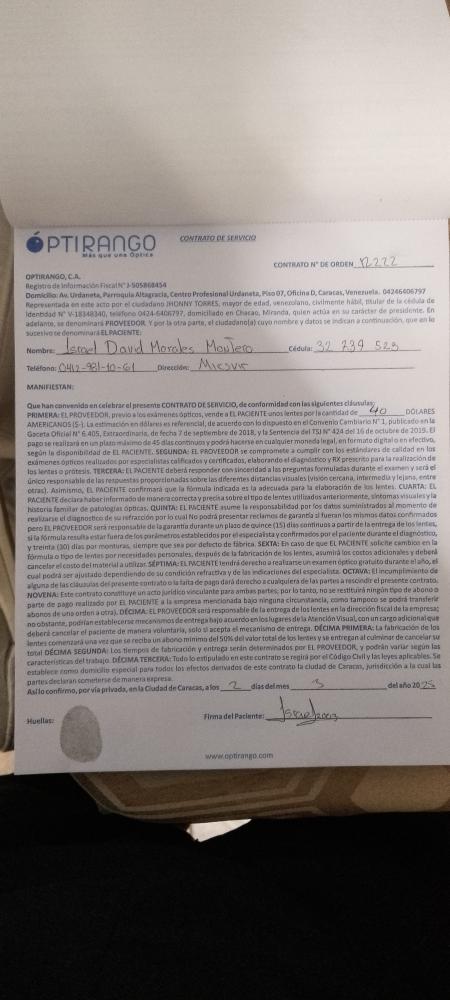 ÓPTIRANGO
Más que una Óptica
CONTRATO DE SERVICIO
CONTRATO N° DE ORDEN 12222
OPTIRANGO, C.A.
Registro de Información Fiscal N° J-505868454
Domicilio: Av. Urdaneta, Parroquia Altagracia, Centro Profesional Urdaneta, Piso 07, Oficina D, Caracas, Venezuela. 04246406797
Representada en este acto por el ciudadano JHONNY TORRES, mayor de edad, venezolano, civilmente hábil, titular de la cédula de
identidad N° V-18348340, teléfono 0424-6406797, domiciliado en Chacao, Miranda, quien actúa en su carácter de presidente. En
adelante, se denominará PROVEEDOR. Y por la otra parte, el ciudadano(a) cuyo nombre y datos se indican a continuación, que en lo
sucesivo se denominará EL PACIENTE:
Nombre: Israel David Morales Montero Cédula: 32 739 523
Teléfono: 0412-981-10-61 Dirección:
MANIFIESTAN:
Que han convenido en celebrar el presente CONTRATO DE SERVICIO, de conformidad con las siguientes cláusulas:
PRIMERA: EL PROVEEDOR, previo a los exámenes ópticos, vende a EL PACIENTE unos lentes por la cantidad de 40 DÓLARES
AMERICANOS (S-). La estimación en dólares es referencial, de acuerdo con lo dispuesto en el Convenio Cambiario N° 1, publicado en la
Gaceta Oficial N° 6.405, Extraordinaria, de fecha 7 de septiembre de 2018, y la Sentencia del TSJ N° 424 del 16 de octubre de 2019. El
pago se realizará en un plazo máximo de 45 días continuos y podrá hacerse en cualquier moneda legal, en formato digital o en efectivo,
según la disponibilidad de EL PACIENTE. SEGUNDA: EL PROVEEDOR se compromete a cumplir con los estándares de calidad en los
exámenes ópticos realizados por especialistas calificados y certificados, elaborando el diagnóstico y RX prescrito para la realización de
los lentes o prótesis. TERCERA: EL PACIENTE deberá responder con sinceridad a las preguntas formuladas durante el examen y será el
único responsable de las respuestas proporcionadas sobre las diferentes distancias visuales (visión cercana, intermedia y lejana, entre
otras). Asimismo, EL PACIENTE confirmará que la fórmula indicada es la adecuada para la elaboración de los lentes. CUARTA: EL
PACIENTE declara haber informado de manera correcta y precisa sobre el tipo de lentes utilizados anteriormente, síntomas visuales y la
historia familiar de patologías ópticas. QUINTA: EL PACIENTE asume la responsabilidad por los datos suministrados al momento de
realizarse el diagnostico de su refracción por lo cual No podrá presentar reclamos de garantía si fueran los mismos datos confirmados
pero EL PROVEEDOR será responsable de la garantía durante un plazo de quince (15) días continuos a partir de la entrega de los lentes,
si la fórmula resulta estar fuera de los parámetros establecidos por el especialista y confirmados por el paciente durante el diagnóstico,
y treinta (30) días por monturas, siempre que sea por defecto de fábrica. SEXTA: En caso de que EL PACIENTE solicite cambios en la
fórmula o tipo de lentes por necesidades personales, después de la fabricación de los lentes, asumirá los costos adicionales y deberá
cancelar el costo del material a utilizar. SÉPTIMA: EL PACIENTE tendrá derecho a realizarse un examen óptico gratuito durante el año, el
cual podrá ser ajustado dependiendo de su condición refractiva y de las indicaciones del especialista. OCTAVA: El incumplimiento de
alguna de las cláusulas del presente contrato o la falta de pago dará derecho a cualquiera de las partes a rescindir el presente contrato.
NOVENA: Este contrato constituye un acto jurídico vinculante para ambas partes; por lo tanto, no se restituirá ningún tipo de abono o
parte de pago realizado por EL PACIENTE a la empresa mencionada bajo ninguna circunstancia, como tampoco se podrá transferir
abonos de uno orden a otra). DÉCIMA: EL PROVEEDOR será responsable de la entrega de los lentes en la dirección fiscal de la empresa;
no obstante, podrían establecerse mecanismos de entrega bajo acuerdo en los lugares de la Atención Visual, con un cargo adicional que
deberá cancelar el paciente de manera voluntaria, solo si acepta el mecanismo de entrega. DÉCIMA PRIMERA: La fabricación de los
lentes comenzará una vez que se reciba un abono mínimo del 50% del valor total de los lentes y se entregan al culminar de cancelar su
total DÉCIMA SEGUNDA: Los tiempos de fabricación y entrega serán determinados por EL PROVEEDOR, y podrán variar según las
características del trabajo. DÉCIMA TERCERA: Todo lo estipulado en este contrato se regirá por el Código Civil y las leyes aplicables. Se
establece como domicilio especial para todos los efectos derivados de este contrato la ciudad de Caracas, jurisdicción a la cual las
partes declaran someterse de manera expresa.
Así lo confirmo, por vía privada, en la Ciudad de Caracas, a los 2 días del mes 3 del año 2025
Huellas:
Firma del Paciente:
www.optirango.com